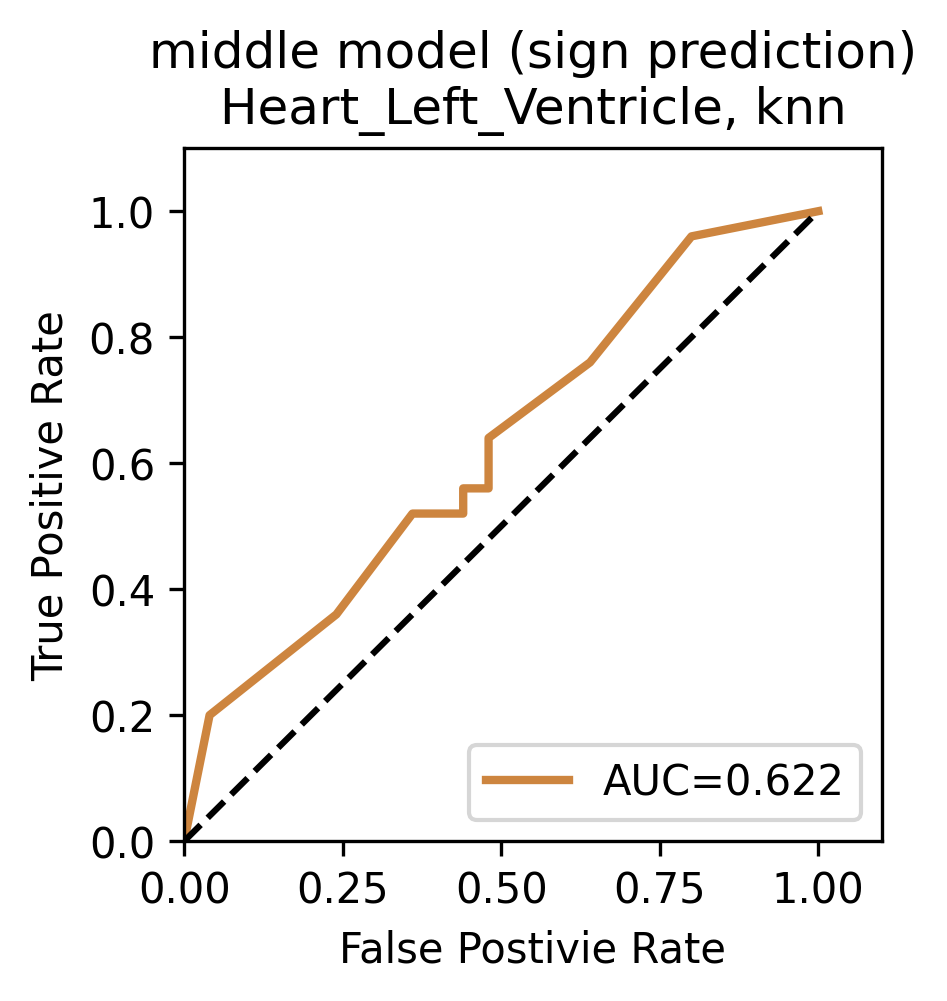 middle model (sign prediction)
Heart_Left_Ventricle, knn
True Positive Rate
1.0
0.8
0.6
0.4
0.2
0.0
AUC=0.622
0.00 0.25 0.50 0.75 1.00
False Postivie Rate